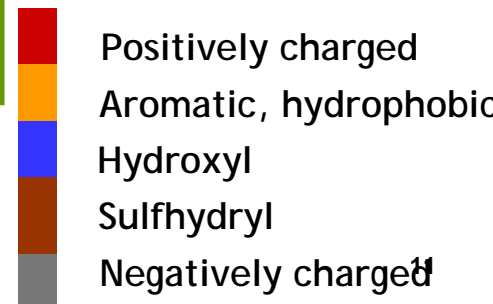 Positively charged
Aromatic, hydrophobic
Hydroxyl
Sulfhydryl
Negatively charged
11